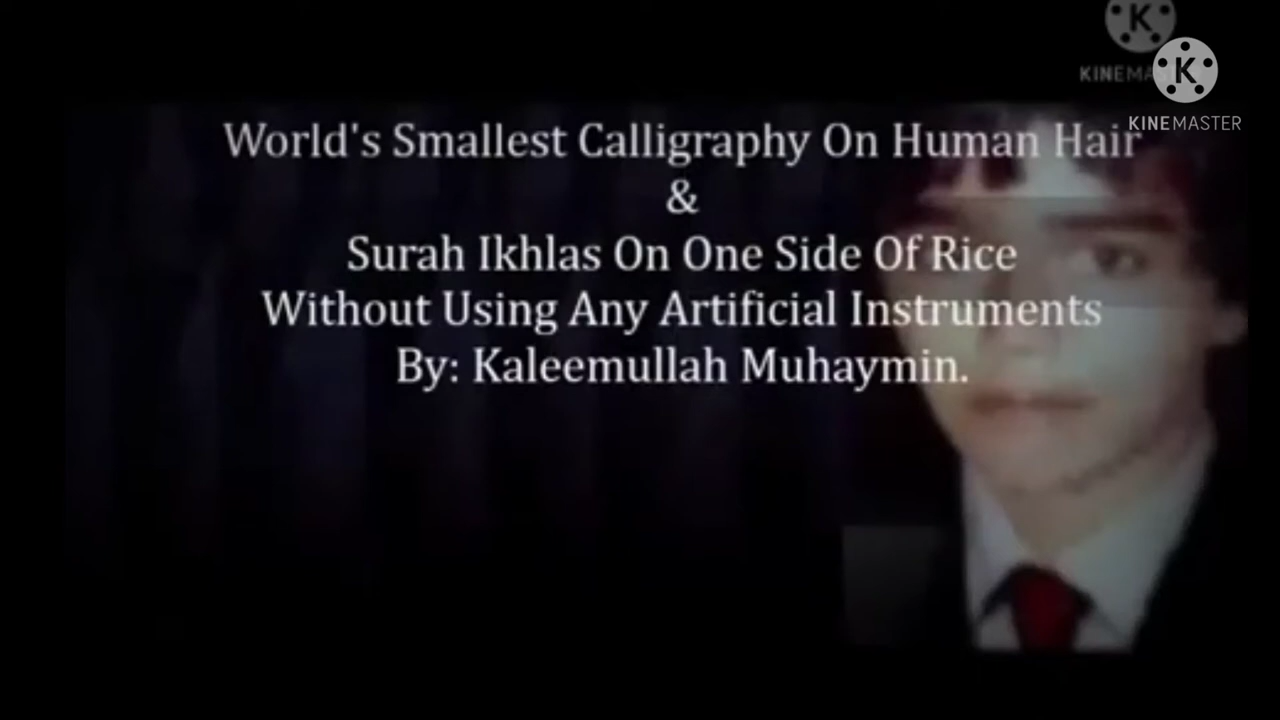 KINEMA
KINEMASTER
World's Smallest Calligraphy On Human Hair
&
Surah Ikhlas On One Side Of Rice
Without Using Any Artificial Instruments
By: Kaleemullah Muhaymin.